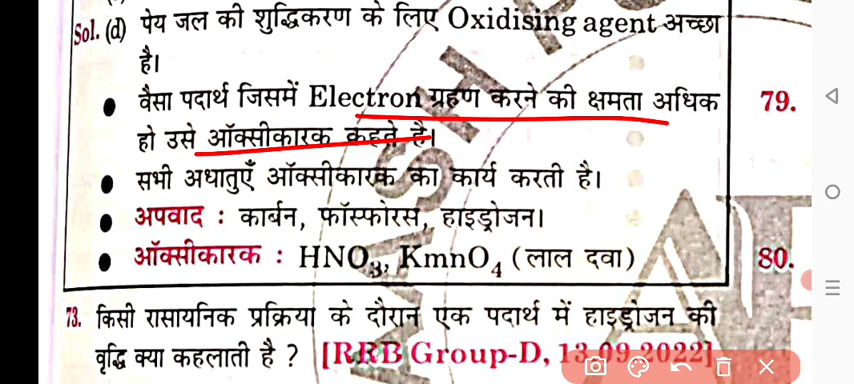 Sol. (d) पेय जल की शुद्धिकरण के लिए Oxidising agent अच्छा
है।
• वैसा पदार्थ जिसमें Electron ग्रहण करने की क्षमता अधिक
हो उसे ऑक्सीकारक कहते है।
• सभी अधातुएँ ऑक्सीकारक का कार्य करती है।
• अपवाद : कार्बन, फॉस्फोरस, हाइड्रोजन।
• ऑक्सीकारक : HNO₃, KmnO₄ (लाल दवा)
73. किसी रासायनिक प्रक्रिया के दौरान एक पदार्थ में हाइड्रोजन की
वृद्धि क्या कहलाती है ? [RRB Group-D, 13-09-2022]
79.
80.